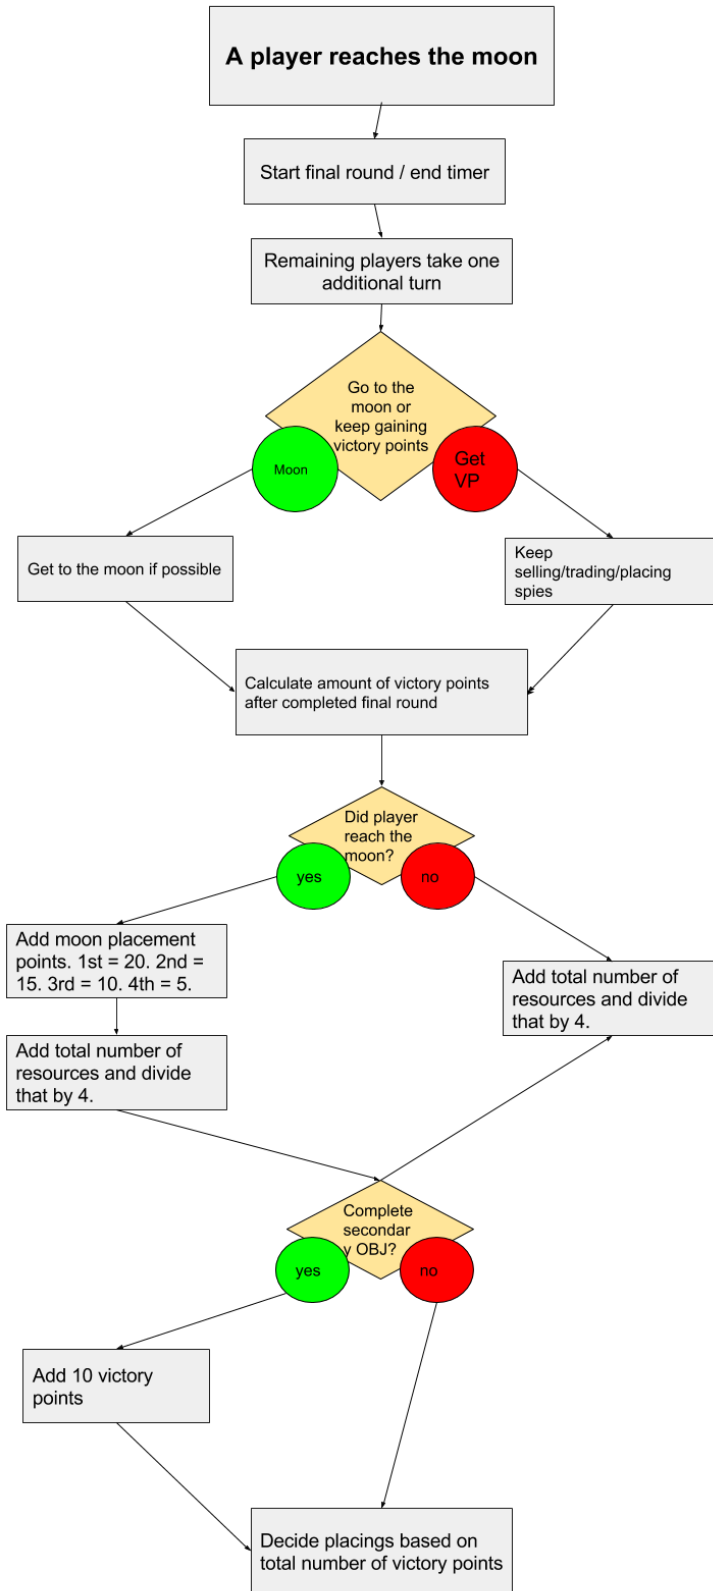 A player reaches the moon
Start final round / end timer
Remaining players take one
additional turn
Go to the
moon or
keep gaining
victory points
Moon
Get
VP
Get to the moon if possible
Keep
selling/trading/placing
spies
Calculate amount of victory points
after completed final round
Did player
reach the
moon?
yes
no
Add moon placement
points. 1st = 20. 2nd =
15. 3rd = 10. 4th = 5.
Add total number of
resources and divide
that by 4.
Add total number of
resources and divide
that by 4.
Complete
secondar
y OBJ?
yes
no
Add 10 victory
points
Decide placings based on
total number of victory points